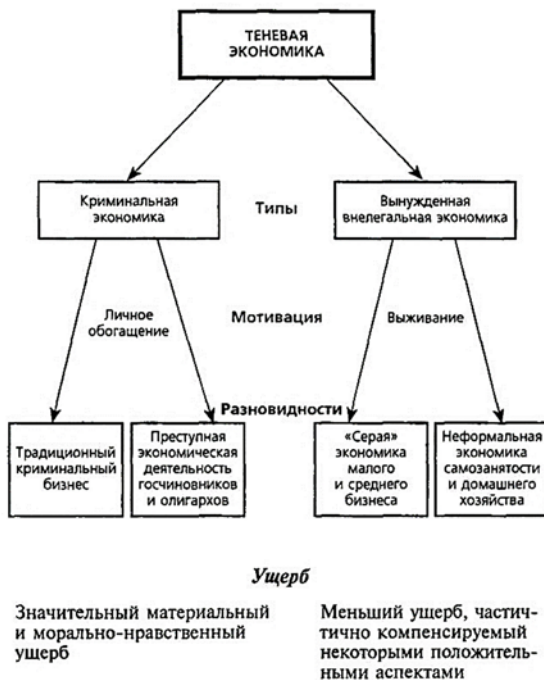 ТЕНЕВАЯ
ЭКОНОМИКА
Криминальная
экономика
Типы
Вынужденная
внелегальная экономика
Личное
обогащение
Мотивация
Выживание
Разновидности
Традиционный
криминальный
бизнес
Преступная
экономическая
деятельность
госчиновников
и олигархов
«Серая»
экономика
малого
и среднего
бизнеса
Неформальная
экономика
самозанятости
и домашнего
хозяйства
Ущерб
Значительный материальный
и морально-нравственный
ущерб
Меньший ущерб, частич-
тично компенсируемый
некоторыми положитель-
ными аспектами